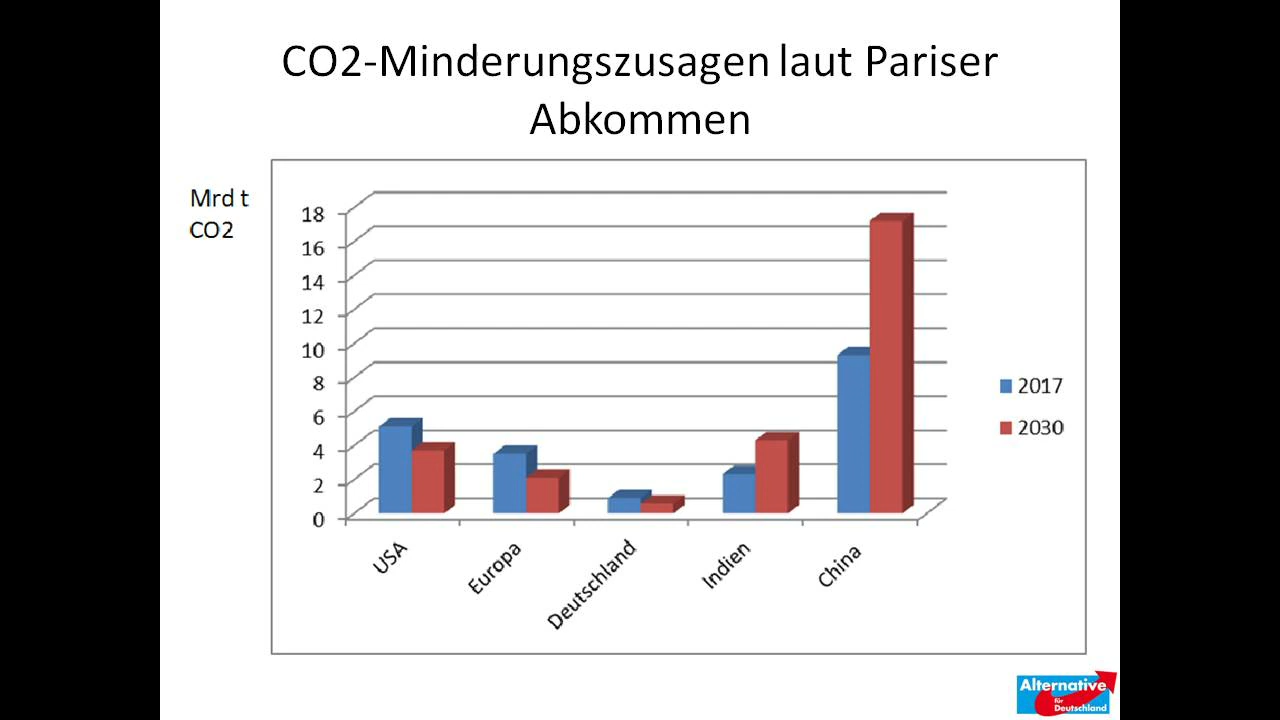 CO2-Minderungszusagen laut Pariser
Abkommen
Mrd t
CO2
18
16
14
12
10
8
6
4
2
0
USA
Europa
Deutschland
Indien
China
2017
2030
Alternative
für
Deutschland